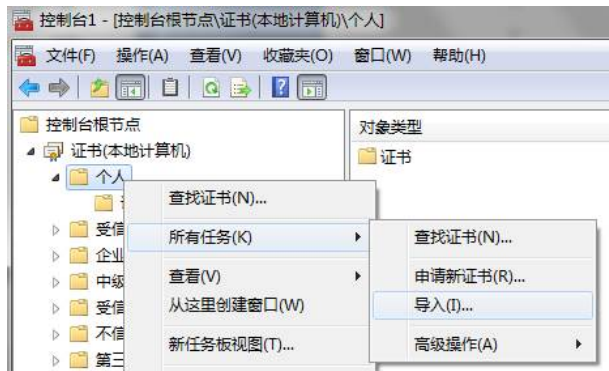 控制台1 - [控制台根节点\证书(本地计算机)\个人]
文件(F) 操作(A) 查看(V) 收藏夹(O) 窗口(W) 帮助(H)
控制台根节点
证书(本地计算机)
个人
受信
企业
中级
受信
不信
第三
对象类型
证书
查找证书(N)...
所有任务(K)
查看(V)
从这里创建窗口(W)
新任务板视图(T)...
查找证书(N)...
申请新证书(R)...
导入(I)...
高级操作(A)